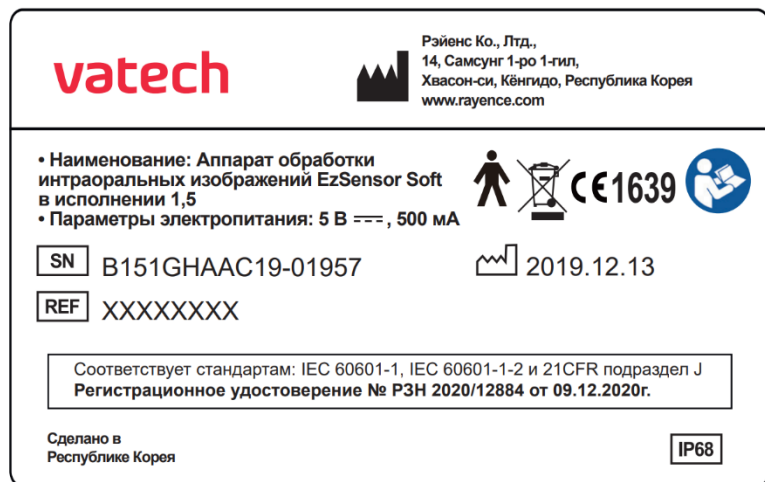 vatech
Рэйенс Ко., Лтд.,
14, Самсунг 1-ро 1-гил,
Хвасон-си, Кёнгидо, Республика Корея
www.rayence.com
• Наименование: Аппарат обработки
интраоральных изображений EzSensor Soft
в исполнении 1,5
• Параметры электропитания: 5 В ⎓, 500 мА
CE1639
SN B151GHAAC19-01957
2019.12.13
REF XXXXXXXX
Соответствует стандартам: IEC 60601-1, IEC 60601-1-2 и 21CFR подраздел J
Регистрационное удостоверение № РЗН 2020/12884 от 09.12.2020г.
Сделано в
Республике Корея
IP68